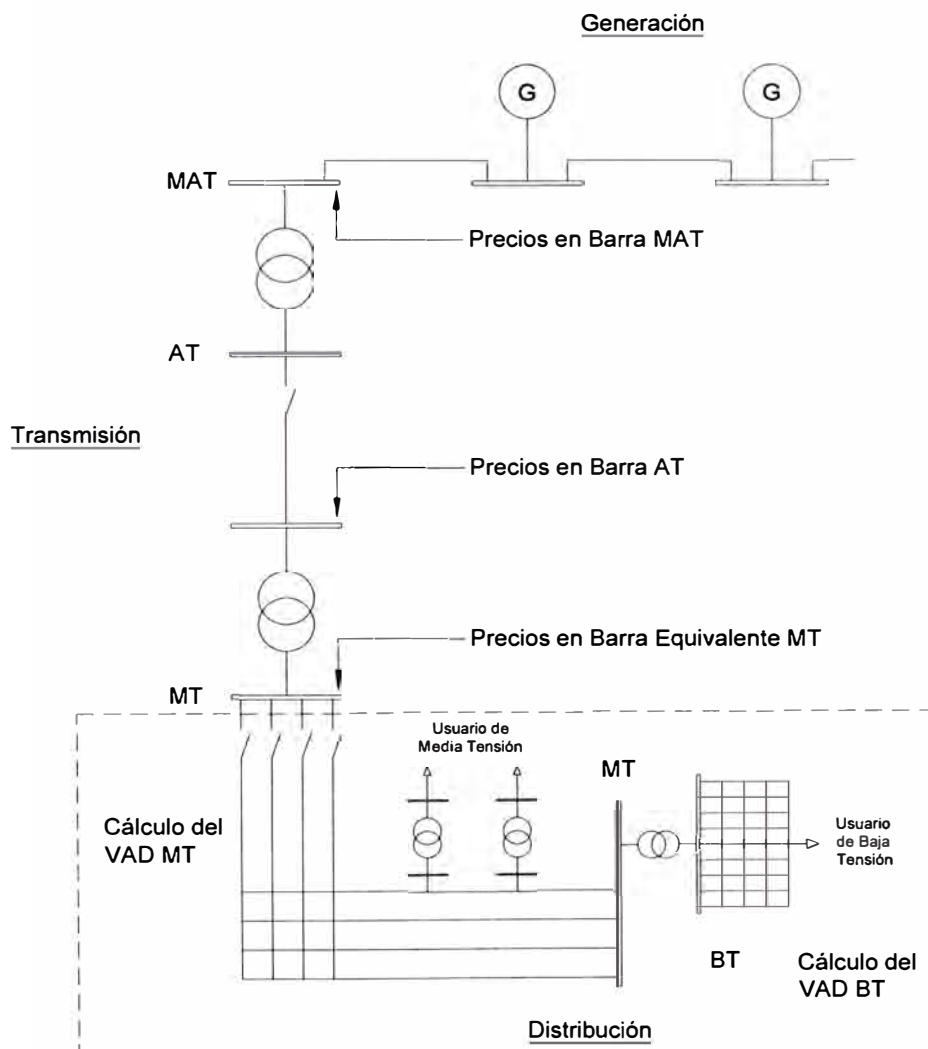 Generación
G
G
MAT
Precios en Barra MAT
AT
Transmisión
Precios en Barra AT
Precios en Barra Equivalente MT
MT
Usuario de
Media Tensión
MT
Cálculo del
VAD MT
Usuario
de Baja
Tensión
BT
Cálculo del
VAD BT
Distribución